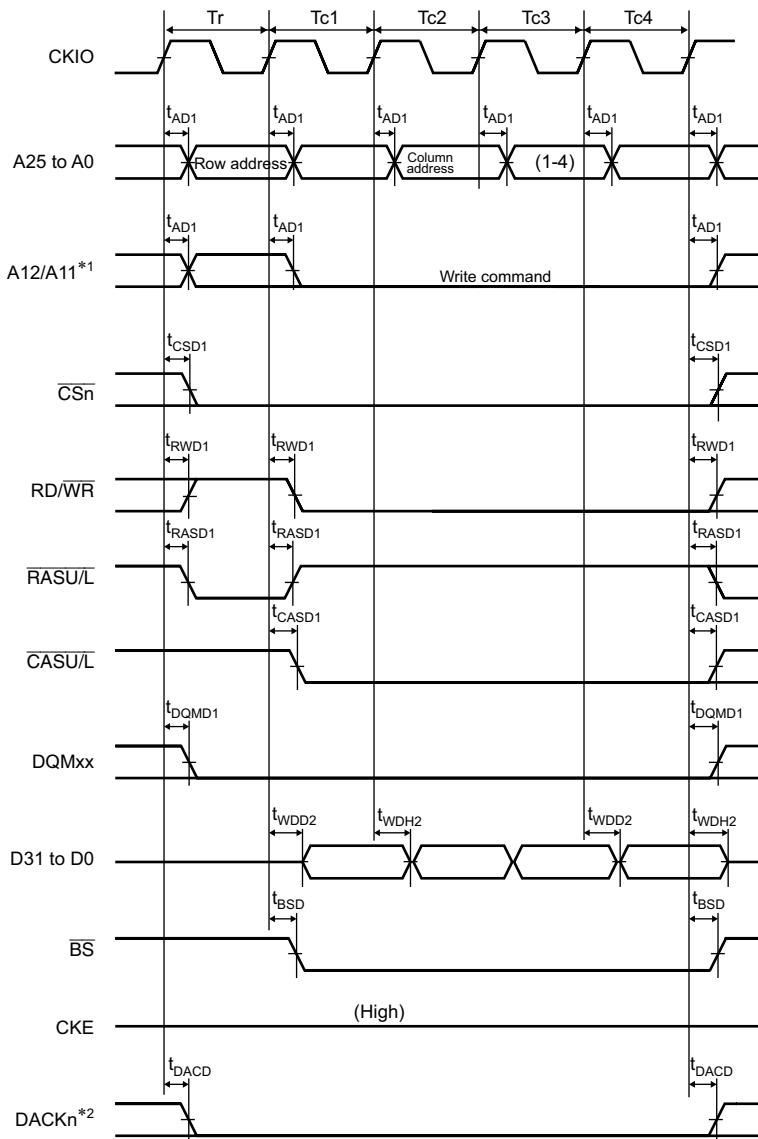 Tr Tc1 Tc2 Tc3 Tc4
CKIO
tAD1 tAD1 tAD1 tAD1 tAD1 tAD1
A25 to A0 Row address Column address (1-4)
tAD1 tAD1 tAD1
A12/A11*1 Write command
tCSD1 tCSD1
CSn
tRWD1 tRWD1 tRWD1
RD/WR
tRASD1 tRASD1 tRASD1
RASU/L
tCASD1 tCASD1
CASU/L
tDQMD1 tDQMD1
DQMxx
tWDD2 tWDH2 tWDD2 tWDH2
D31 to D0
tBSD tBSD
BS
(High)
CKE
tDACD tDACD
DACKn*2